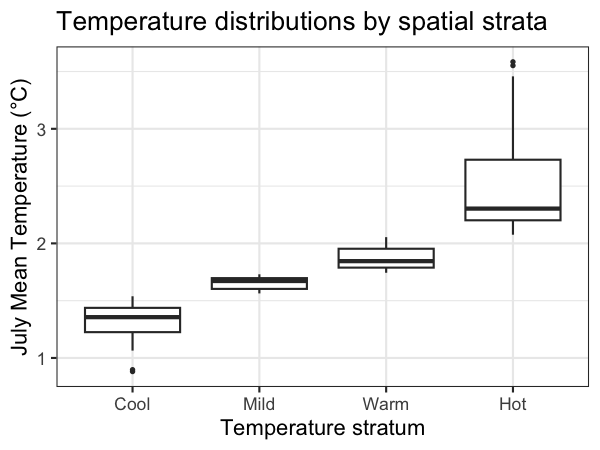 Temperature distributions by spatial strata
July Mean Temperature (°C)
3
2
1
Cool Mild Warm Hot
Temperature stratum